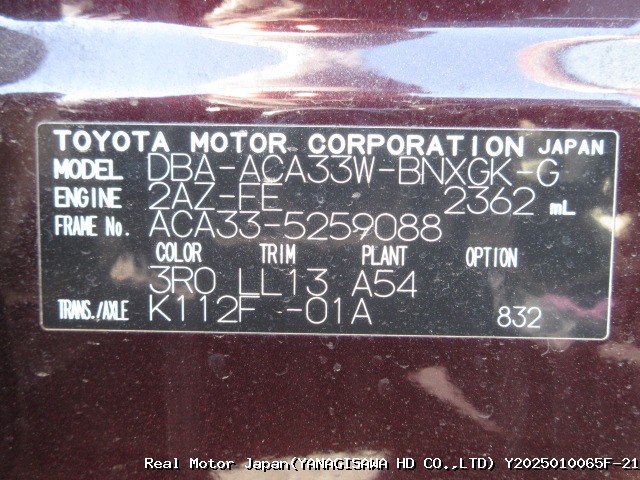 TOYOTA MOTOR CORPORATION JAPAN
MODEL DBA-ACA33W-BNXGK-G
ENGINE 2AZ-FE 2362 mL
FRAME No. ACA33-5259088
COLOR TRIM PLANT OPTION
3R0 LL13 A54
TRANS./AXLE K112F -01A 832
Real Motor Japan(YANAGISAWA HD CO.,LTD) Y2025010065F-21